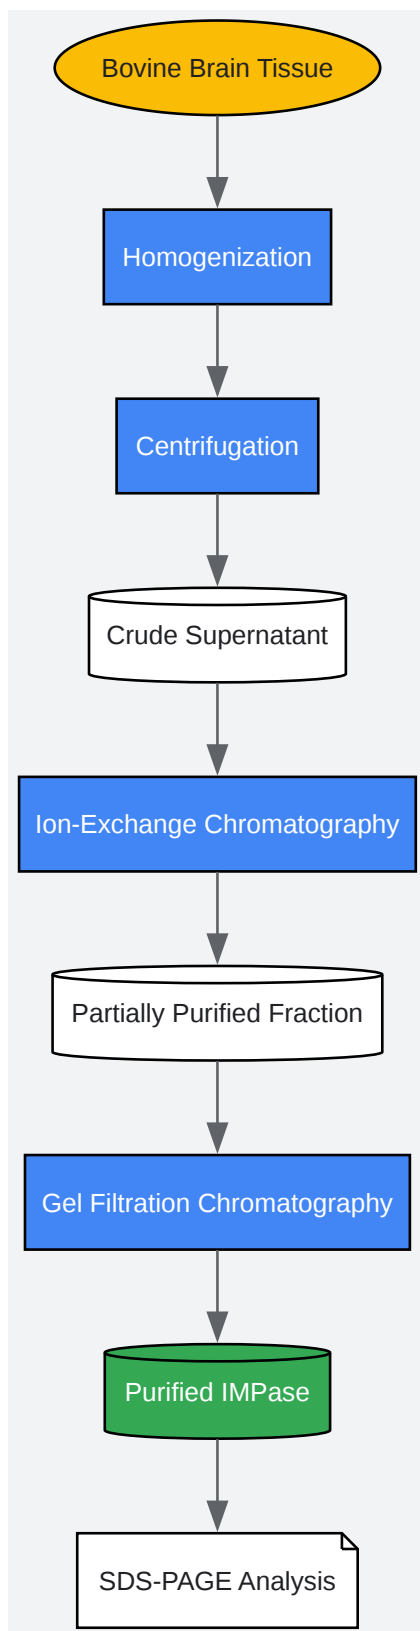 Bovine Brain Tissue
Homogenization
Centrifugation
Crude Supernatant
Ion-Exchange Chromatography
Partially Purified Fraction
Gel Filtration Chromatography
Purified IMPase
SDS-PAGE Analysis